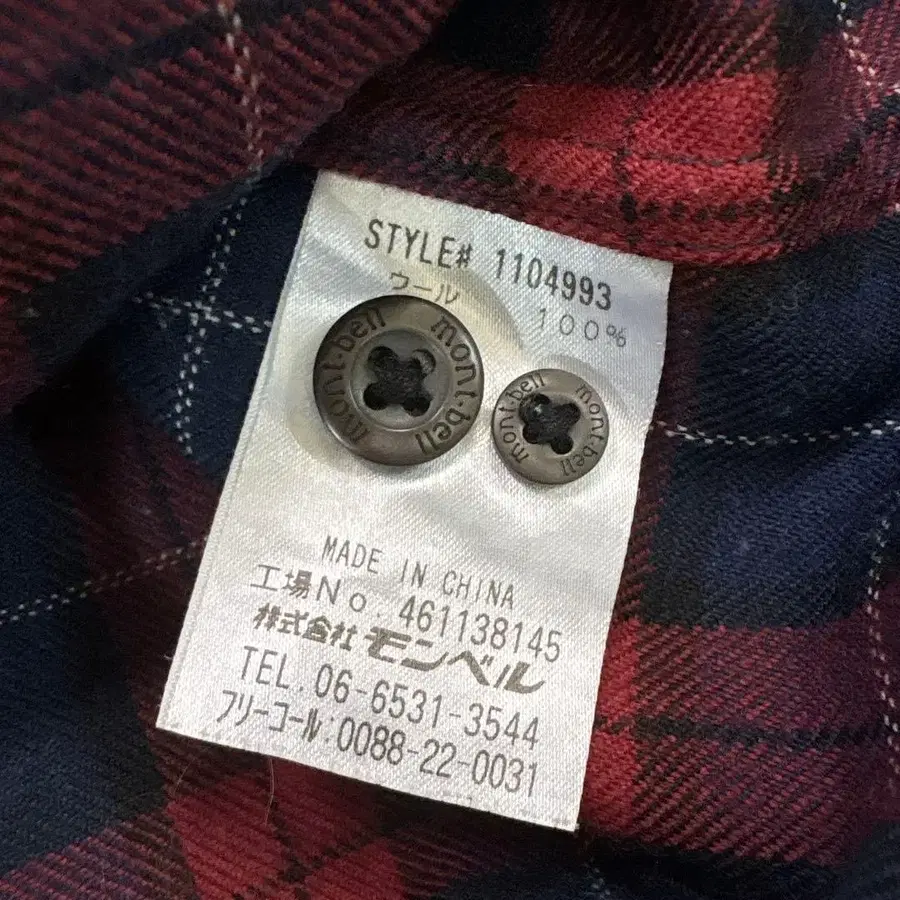 STYLE# 1104993
ウール 100%
mont-bell mont-bell
mont-bell mont-bell
MADE IN CHINA
工場No. 461138145
株式会社 モンベル
TEL. 06-6531-3544
フリーコール:0088-22-0031